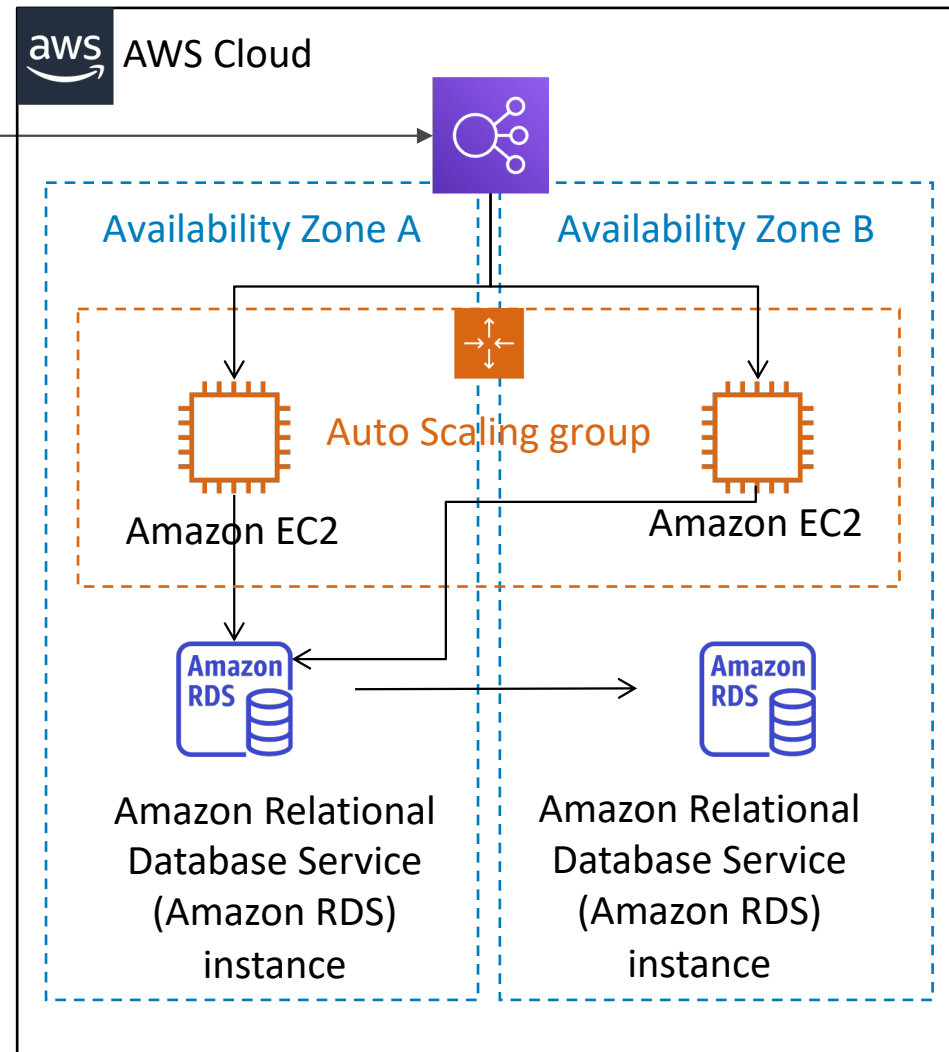 aws
AWS Cloud
Availability Zone A
Availability Zone B
Auto Scaling group
Amazon EC2
Amazon EC2
Amazon
RDS
Amazon
RDS
Amazon Relational
Database Service
(Amazon RDS)
instance
Amazon Relational
Database Service
(Amazon RDS)
instance